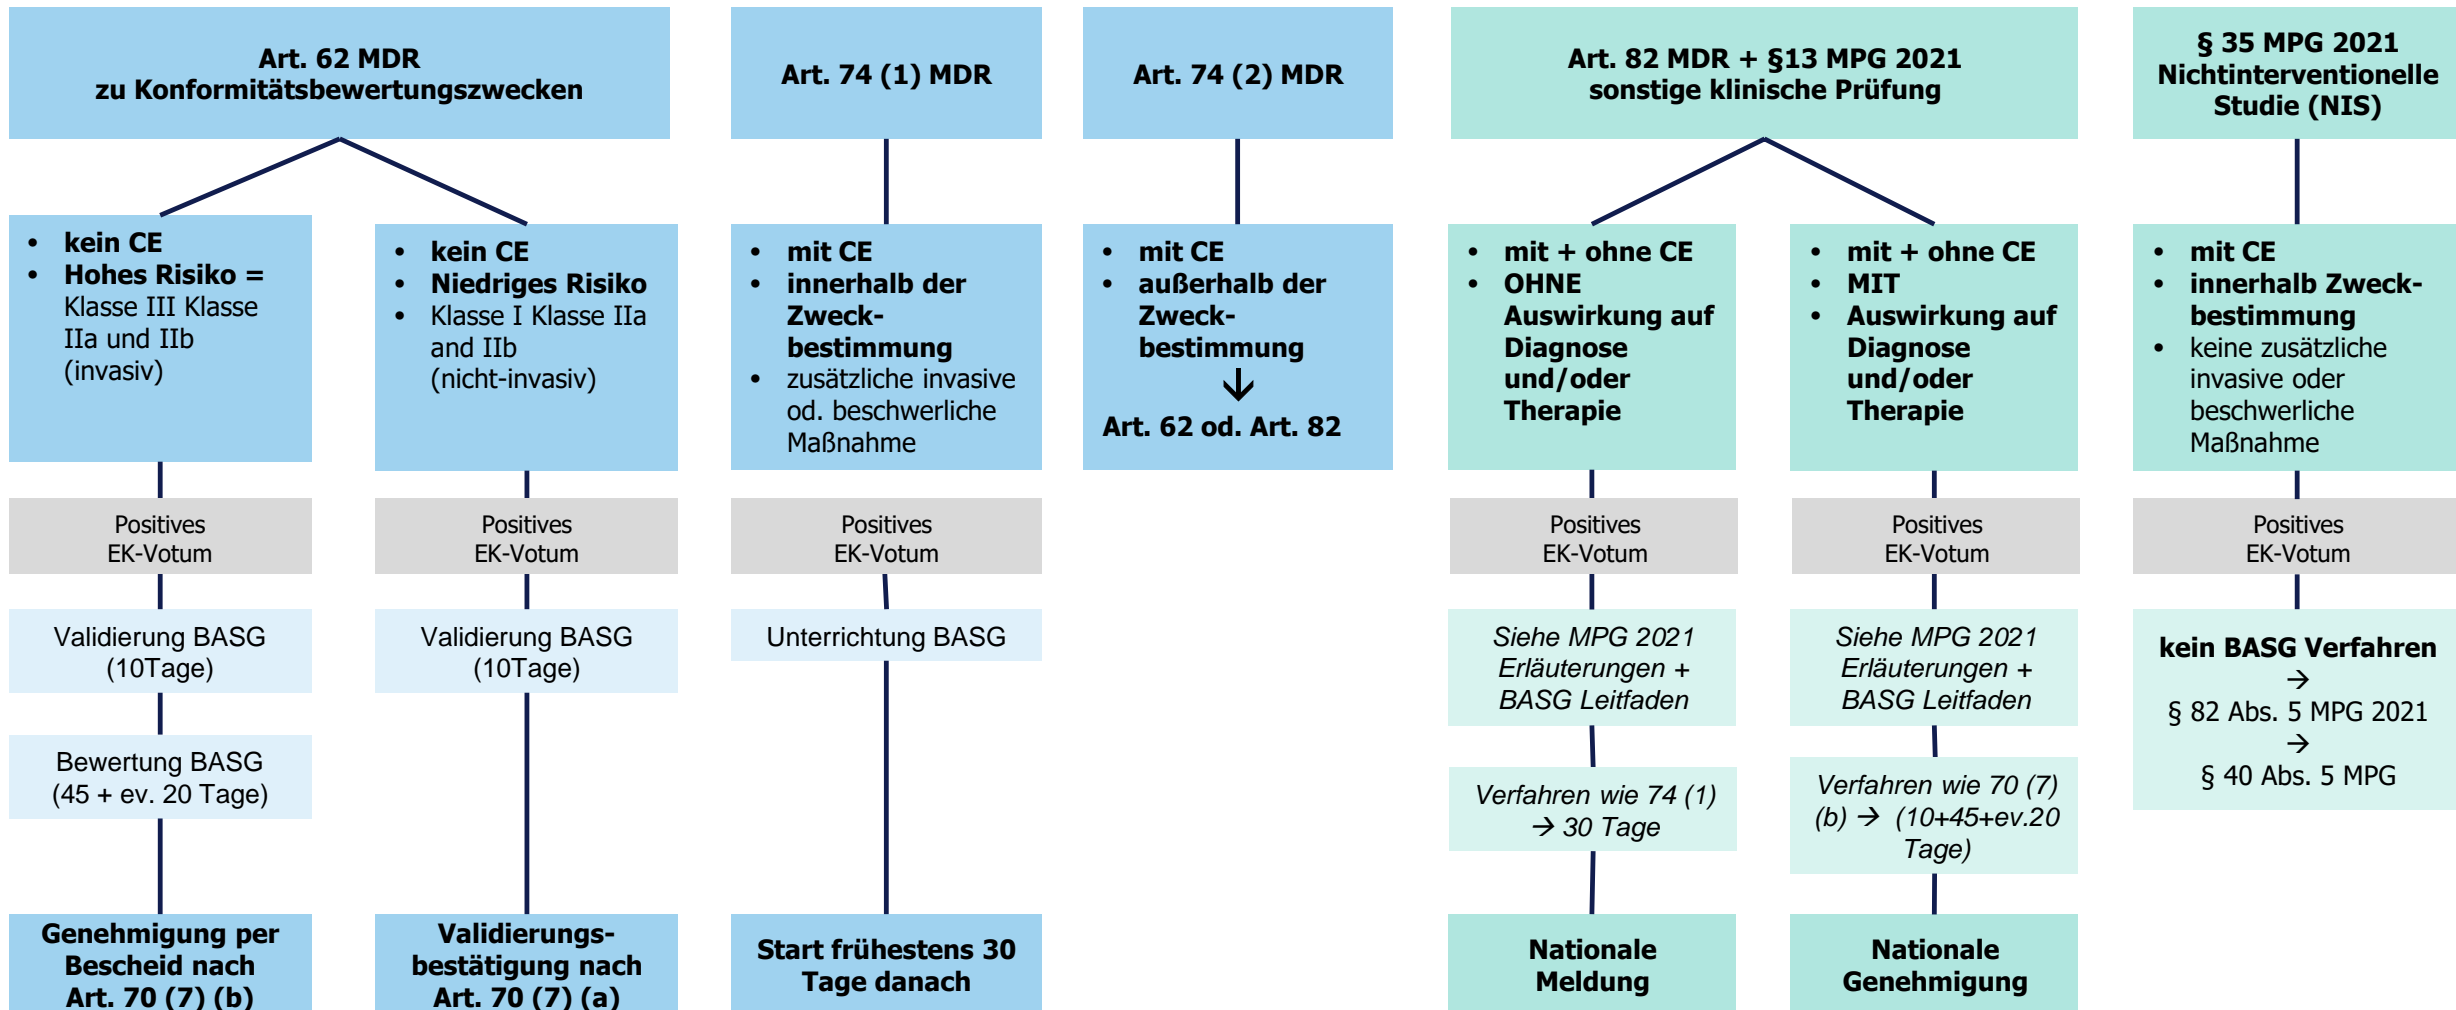 Art. 62 MDR
zu Konformitätsbewertungszwecken
Art. 74 (1) MDR
Art. 74 (2) MDR
Art. 82 MDR + §13 MPG 2021
sonstige klinische Prüfung
§ 35 MPG 2021
Nichtinterventionelle
Studie (NIS)
• kein CE
• Hohes Risiko =
Klasse III Klasse
IIa und IIb
(invasiv)
• kein CE
• Niedriges Risiko
• Klasse I Klasse IIa
and IIb
(nicht-invasiv)
• mit CE
• innerhalb der
Zweck-
bestimmung
• zusätzliche invasive
od. beschwerliche
Maßnahme
• mit CE
• außerhalb der
Zweck-
bestimmung
↓
Art. 62 od. Art. 82
• mit + ohne CE
• OHNE
Auswirkung auf
Diagnose
und/oder
Therapie
• mit + ohne CE
• MIT
• Auswirkung auf
Diagnose
und/oder
Therapie
• mit CE
• innerhalb Zweck-
bestimmung
• keine zusätzliche
invasive oder
beschwerliche
Maßnahme
Positives
EK-Votum
Positives
EK-Votum
Positives
EK-Votum
Positives
EK-Votum
Positives
EK-Votum
Positives
EK-Votum
Validierung BASG
(10Tage)
Validierung BASG
(10Tage)
Unterrichtung BASG
Siehe MPG 2021
Erläuterungen +
BASG Leitfaden
Siehe MPG 2021
Erläuterungen +
BASG Leitfaden
kein BASG Verfahren
→
§ 82 Abs. 5 MPG 2021
→
§ 40 Abs. 5 MPG
Bewertung BASG
(45 + ev. 20 Tage)
Verfahren wie 74 (1)
→ 30 Tage
Verfahren wie 70 (7)
(b) → (10+45+ev.20
Tage)
Genehmigung per
Bescheid nach
Art. 70 (7) (b)
Validierungs-
bestätigung nach
Art. 70 (7) (a)
Start frühestens 30
Tage danach
Nationale
Meldung
Nationale
Genehmigung